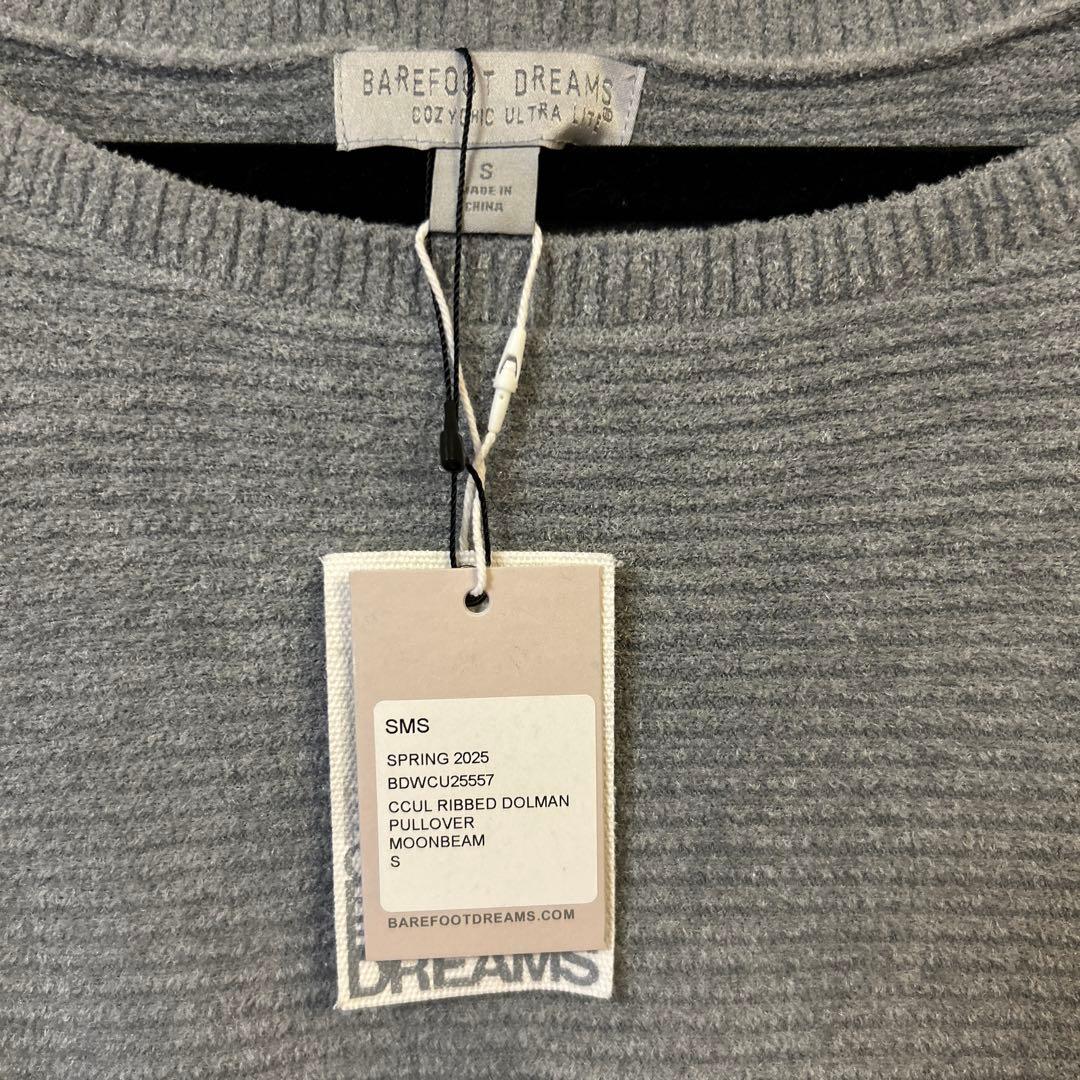 BAREFOOT DREAMS
COZYCHIC ULTRA LITE®
S
MADE IN
CHINA
SMS
SPRING 2025
BDWCU25557
CCUL RIBBED DOLMAN
PULLOVER
MOONBEAM
S
BAREFOOTDREAMS.COM
DREAMS